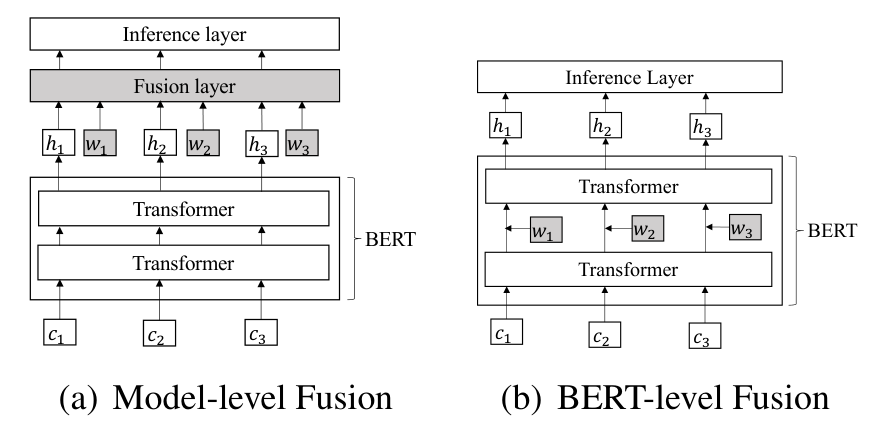 Inference layer
Fusion layer
h₁ w₁ h₂ w₂ h₃ w₃
Transformer
BERT
Transformer
c₁ c₂ c₃
(a) Model-level Fusion
Inference Layer
h₁ h₂ h₃
Transformer
w₁ w₂ w₃
BERT
Transformer
c₁ c₂ c₃
(b) BERT-level Fusion